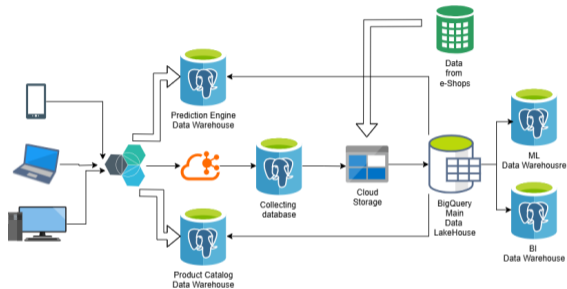 Data
from
e-Shops
Prediction Engine
Data Warehouse
ML
Data Warehousre
Collecting
database
Cloud
Storage
BigQuery
Main
Data
LakeHouse
BI
Data Warehouse
Product Catalog
Data Warehouse